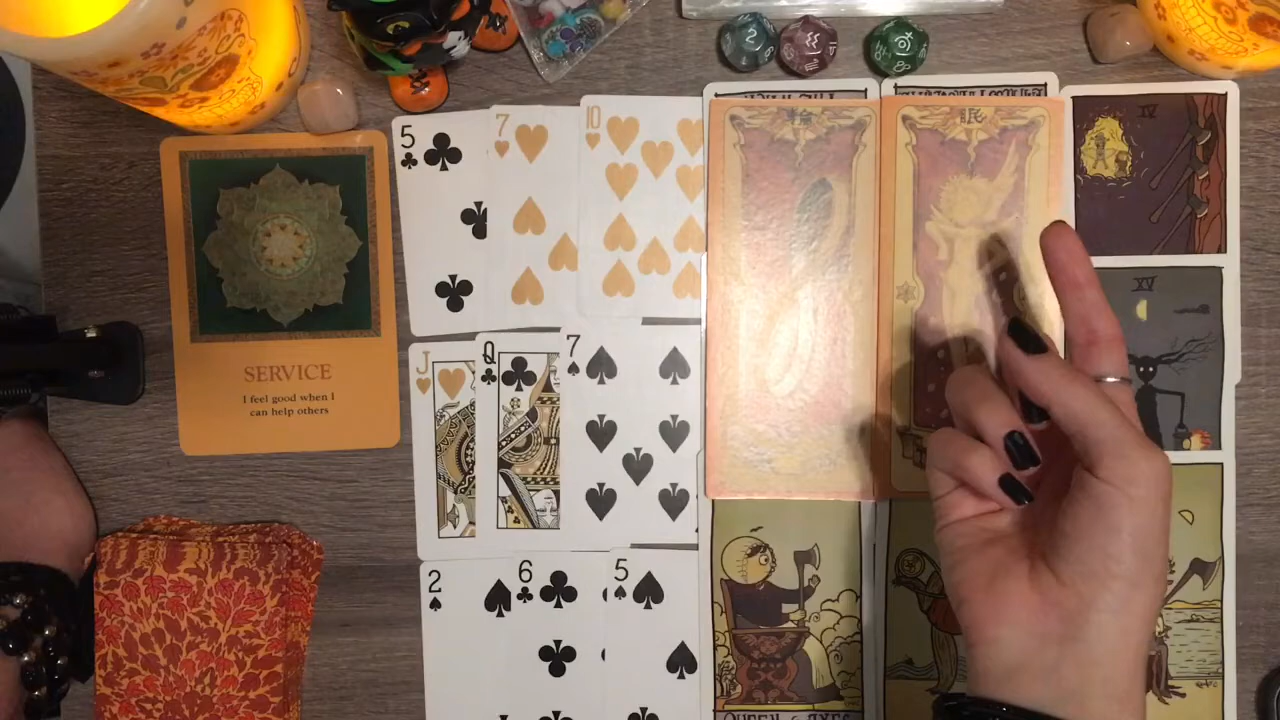 5
7
10
IV
XV
SERVICE
I feel good when I
can help others
J
Q
7
2
6
5
QUEEN of AXES
2